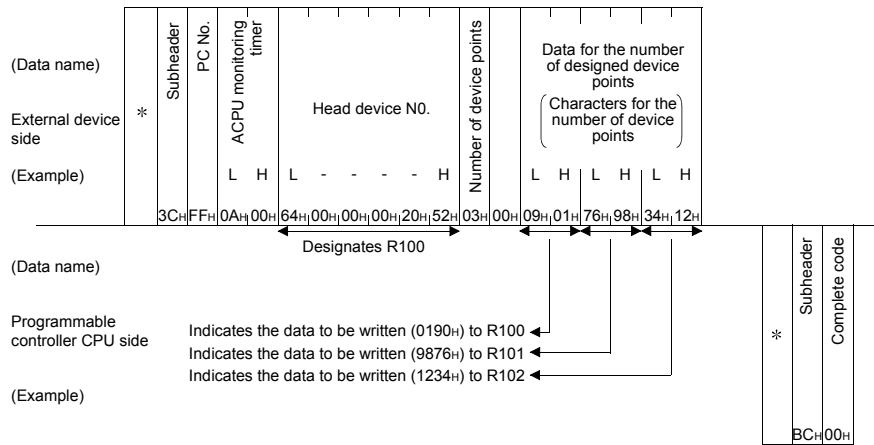 (Data name)
External device
side
(Example)
*
Subheader
PC No.
ACPU monitoring
timer
Head device N0.
Number of device points
Data for the number
of designed device
points
(Characters for the
number of device
points)
L H L - - - - H L H L H L H
3CH FFH 0AH 00H 64H 00H 00H 00H 20H 52H 03H 00H 09H 01H 76H 98H 34H 12H
Designates R100
(Data name)
Programmable
controller CPU side
(Example)
Indicates the data to be written (0190H) to R100
Indicates the data to be written (9876H) to R101
Indicates the data to be written (1234H) to R102
*
Subheader
Complete code
BCH 00H